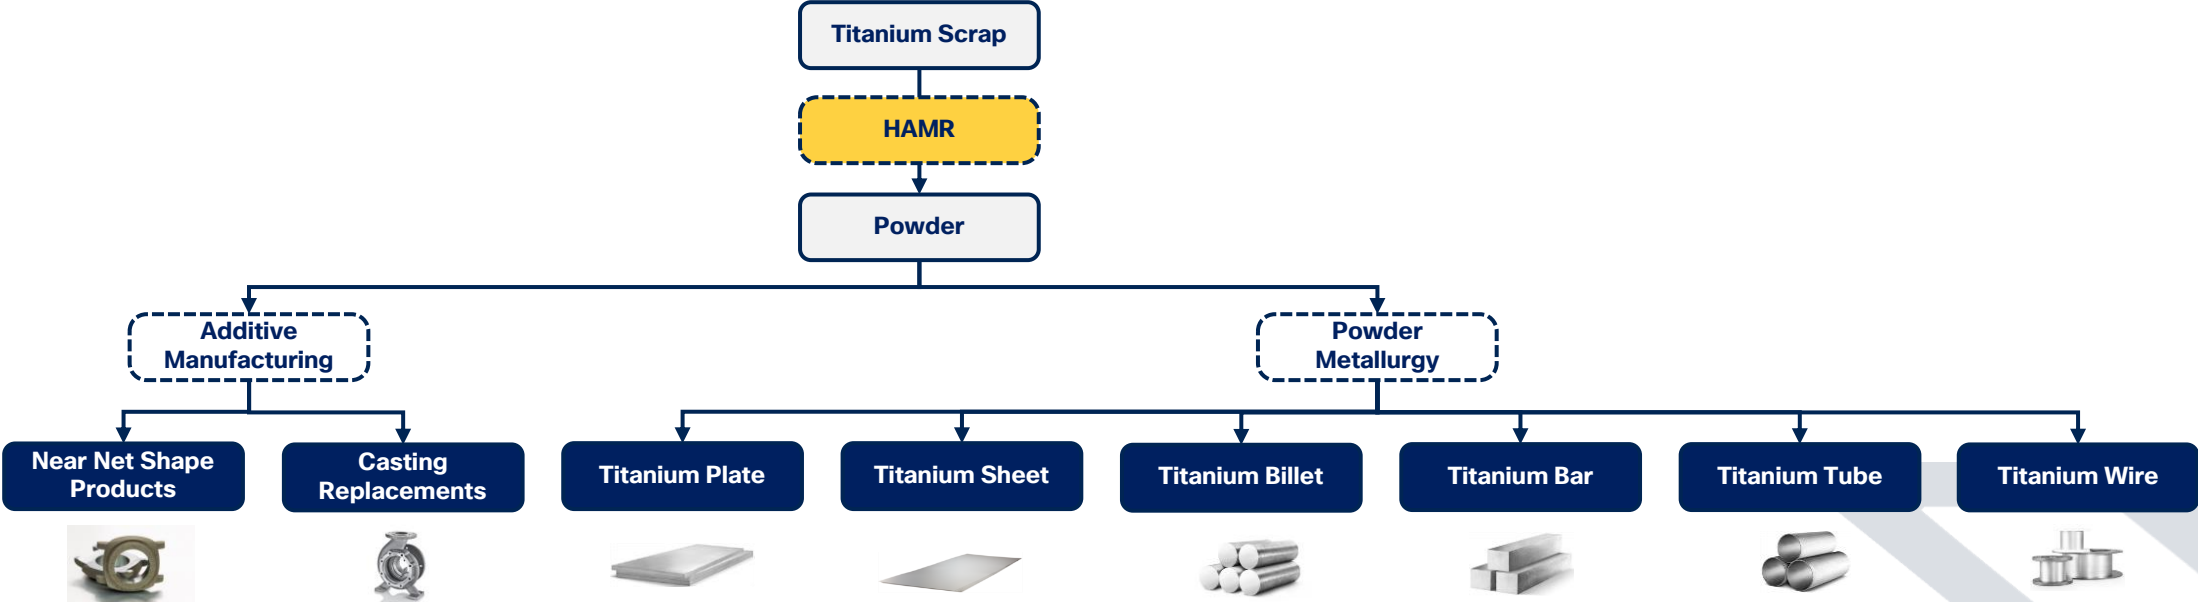 Titanium Scrap
HAMR
Powder
Additive
Manufacturing
Powder
Metallurgy
Near Net Shape
Products
Casting
Replacements
Titanium Plate
Titanium Sheet
Titanium Billet
Titanium Bar
Titanium Tube
Titanium Wire